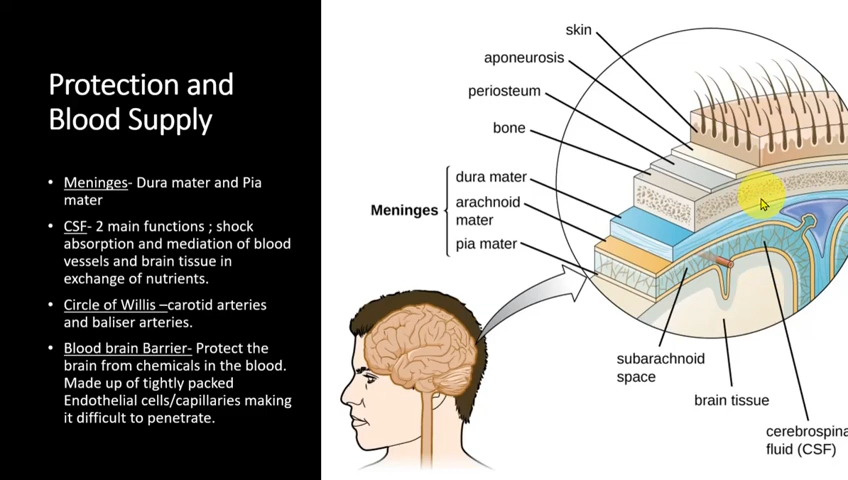 Protection and
Blood Supply
• Meninges- Dura mater and Pia
mater
• CSF- 2 main functions ; shock
absorption and mediation of blood
vessels and brain tissue in
exchange of nutrients.
• Circle of Willis –carotid arteries
and baliser arteries.
• Blood brain Barrier- Protect the
brain from chemicals in the blood.
Made up of tightly packed
Endothelial cells/capillaries making
it difficult to penetrate.
skin
aponeurosis
periosteum
bone
Meninges
dura mater
arachnoid
mater
pia mater
subarachnoid
space
brain tissue
cerebrospina
fluid (CSF)